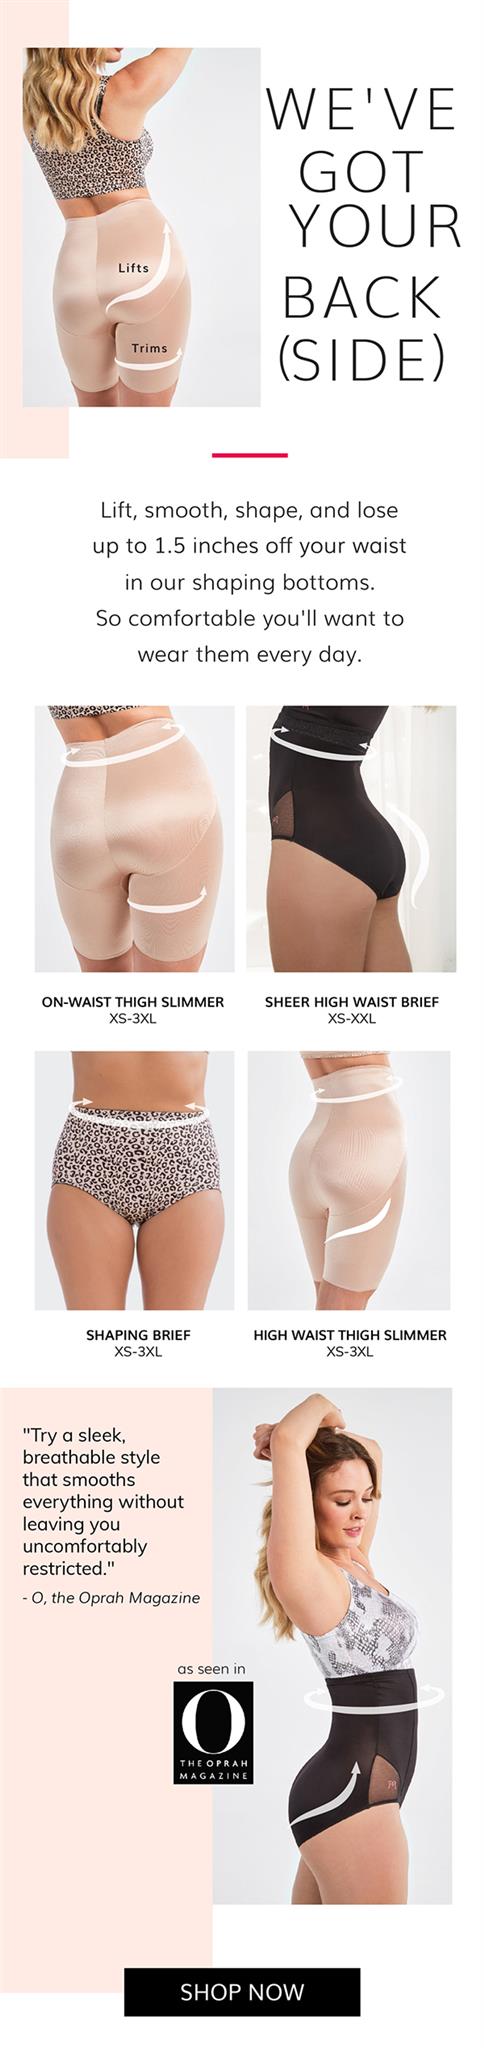 WE'VE
GOT
YOUR
BACK
(SIDE)
Lifts
Trims
Lift, smooth, shape, and lose
up to 1.5 inches off your waist
in our shaping bottoms.
So comfortable you'll want to
wear them every day.
ON-WAIST THIGH SLIMMER
XS-3XL
SHEER HIGH WAIST BRIEF
XS-XXL
SHAPING BRIEF
XS-3XL
HIGH WAIST THIGH SLIMMER
XS-3XL
"Try a sleek,
breathable style
that smooths
everything without
leaving you
uncomfortably
restricted."
- O, the Oprah Magazine
as seen in
O
THE OPRAH
MAGAZINE
SHOP NOW